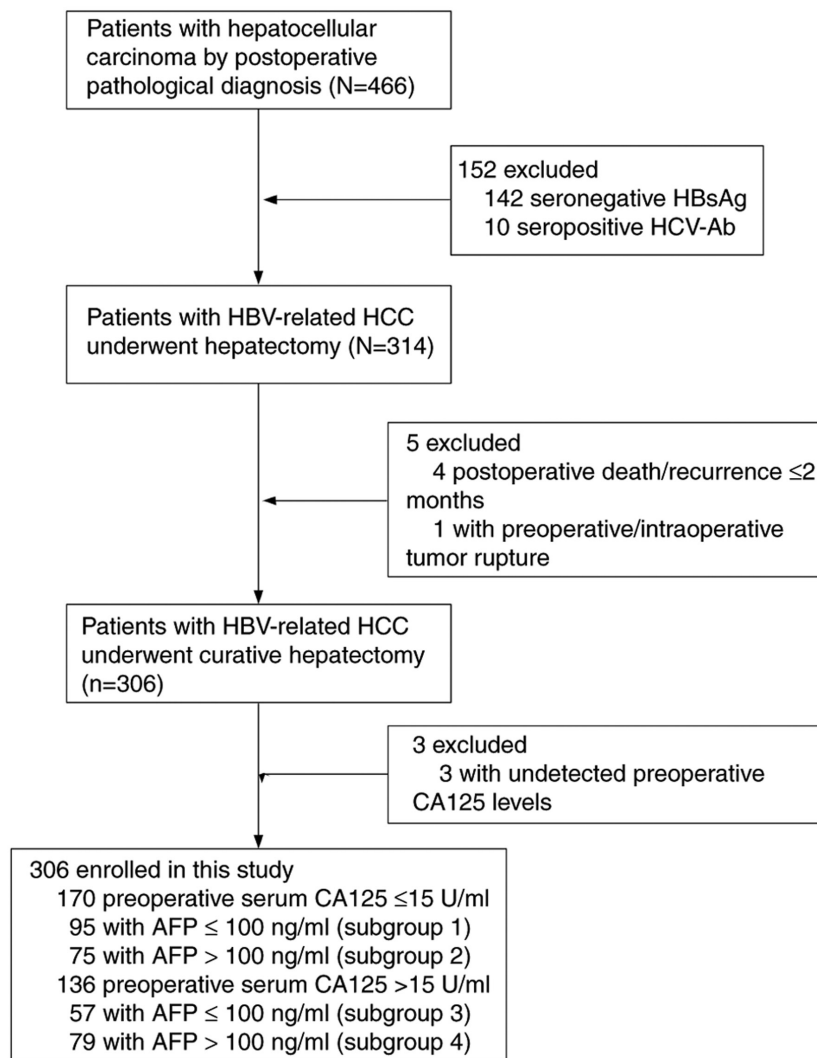 Patients with hepatocellular
carcinoma by postoperative
pathological diagnosis (N=466)
152 excluded
142 seronegative HBsAg
10 seropositive HCV-Ab
Patients with HBV-related HCC
underwent hepatectomy (N=314)
5 excluded
4 postoperative death/recurrence ≤2
months
1 with preoperative/intraoperative
tumor rupture
Patients with HBV-related HCC
underwent curative hepatectomy
(n=306)
3 excluded
3 with undetected preoperative
CA125 levels
306 enrolled in this study
170 preoperative serum CA125 ≤15 U/ml
95 with AFP ≤ 100 ng/ml (subgroup 1)
75 with AFP > 100 ng/ml (subgroup 2)
136 preoperative serum CA125 >15 U/ml
57 with AFP ≤ 100 ng/ml (subgroup 3)
79 with AFP > 100 ng/ml (subgroup 4)